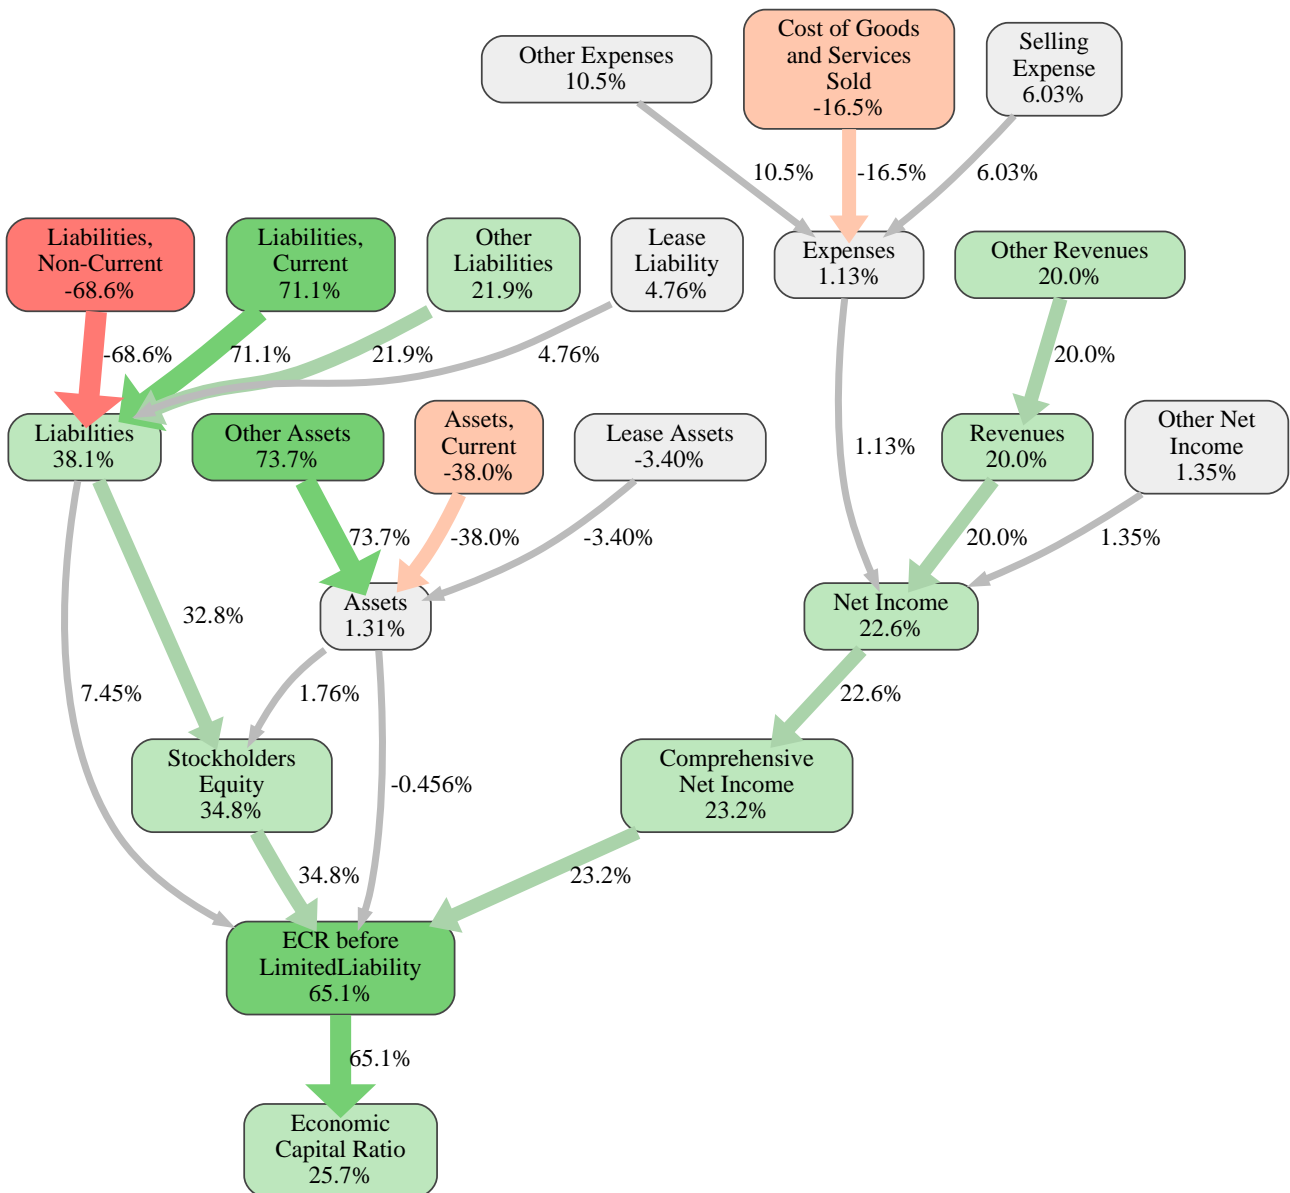 Other Expenses
10.5%
Cost of Goods
and Services
Sold
-16.5%
Selling
Expense
6.03%
10.5%
-16.5%
6.03%
Liabilities,
Non-Current
-68.6%
Liabilities,
Current
71.1%
Other
Liabilities
21.9%
Lease
Liability
4.76%
Expenses
1.13%
Other Revenues
20.0%
-68.6%
71.1%
21.9%
4.76%
20.0%
Liabilities
38.1%
Other Assets
73.7%
Assets,
Current
-38.0%
Lease Assets
-3.40%
1.13%
Revenues
20.0%
Other Net
Income
1.35%
73.7%
-38.0%
-3.40%
20.0%
1.35%
32.8%
Assets
1.31%
Net Income
22.6%
7.45%
1.76%
22.6%
Stockholders
Equity
34.8%
-0.456%
Comprehensive
Net Income
23.2%
34.8%
23.2%
ECR before
LimitedLiability
65.1%
65.1%
Economic
Capital Ratio
25.7%